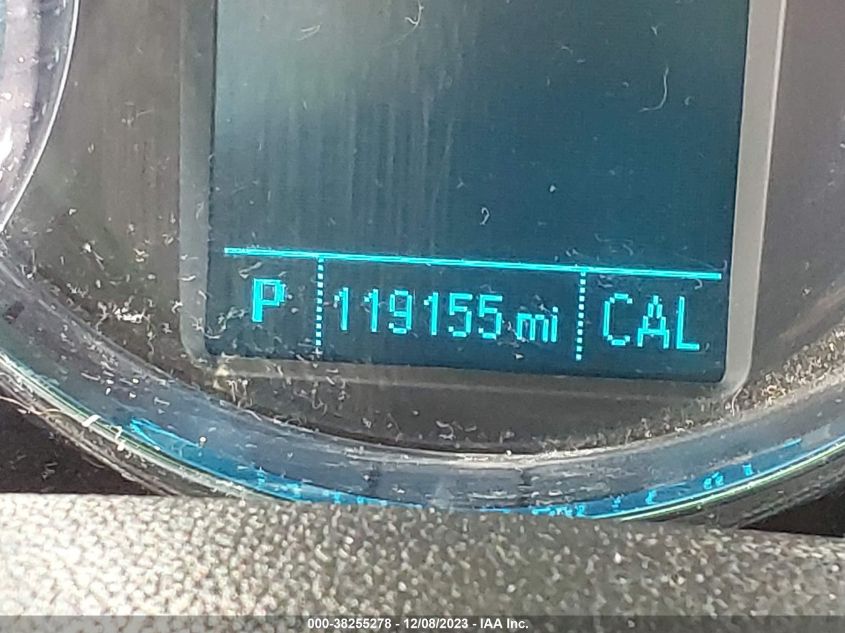 P 119155 mi CAL
000-38255278 - 12/08/2023 - IAA Inc.